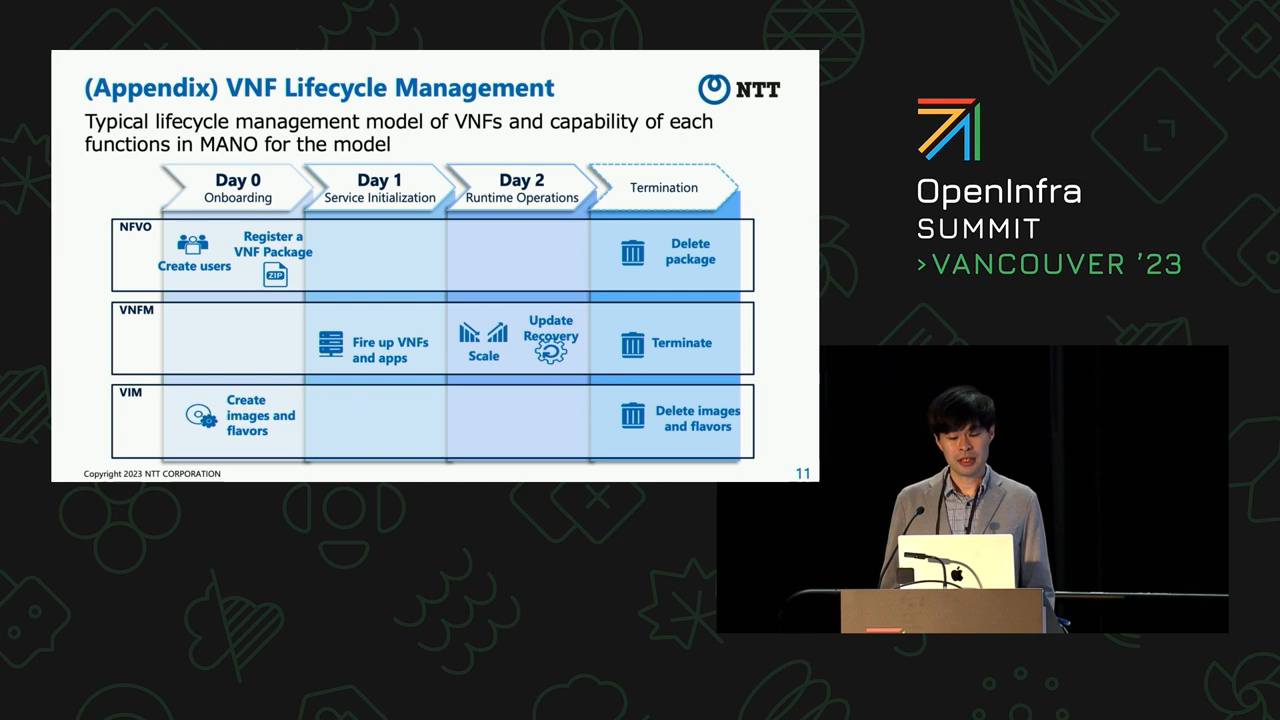 (Appendix) VNF Lifecycle Management
NTT
Typical lifecycle management model of VNFs and capability of each
functions in MANO for the model
Day 0
Onboarding
Day 1
Service Initialization
Day 2
Runtime Operations
Termination
NFVO
Create users
Register a
VNF Package
ZIP
Delete
package
VNFM
Fire up VNFs
and apps
Scale
Update
Recovery
Terminate
VIM
Create
images and
flavors
Delete images
and flavors
Copyright 2023 NTT CORPORATION
11
OpenInfra
SUMMIT
>VANCOUVER '23